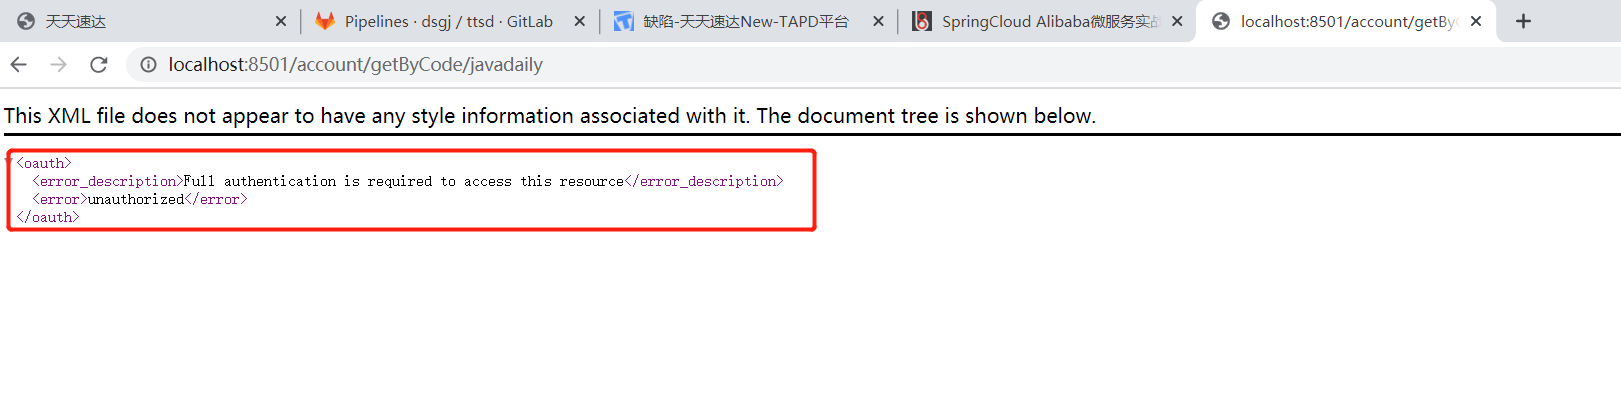 天天速达
Pipelines · dsgj / ttsd · GitLab
缺陷-天天速达New-TAPD平台
SpringCloud Alibaba微服务实战
localhost:8501/account/getByC
localhost:8501/account/getByCode/javadaily
This XML file does not appear to have any style information associated with it. The document tree is shown below.
<oauth>
<error_description>Full authentication is required to access this resource</error_description>
<error>unauthorized</error>
</oauth>